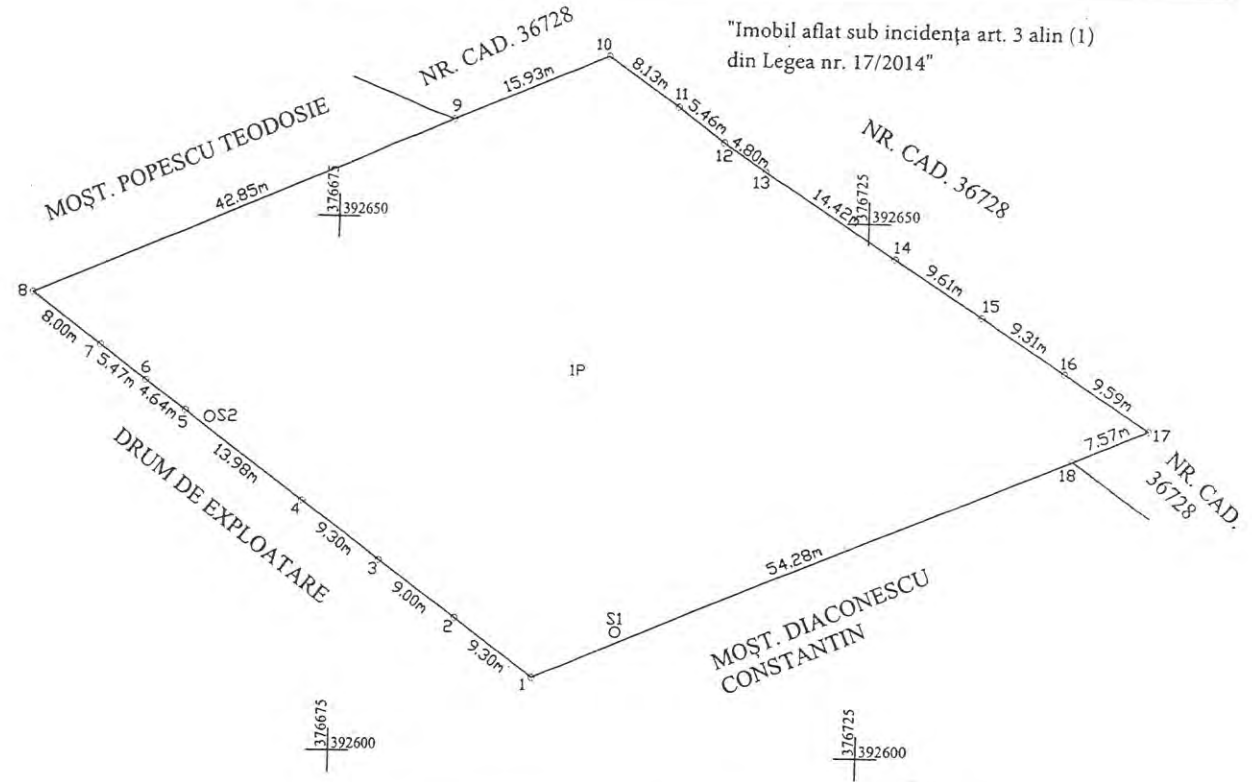 "Imobil aflat sub incidența art. 3 alin (1)
din Legea nr. 17/2014"
NR. CAD. 36728
10
15.93m
8.13m
11
9
5.46m
MOȘT. POPESCU TEODOSIE
12
4.80m
13
NR. CAD. 36728
42.85m
376675
392650
14.42m
376725
392650
14
9.61m
8
15
8.00m
9.31m
7
6
5.47m
16
1P
4.64m
5
S2
9.59m
17
7.57m
DRUM DE EXPLOATARE
13.98m
18
NR. CAD.
36728
4
9.30m
3
54.28m
9.00m
2
S1
MOȘT. DIACONESCU
CONSTANTIN
9.30m
1
376675
392600
376725
392600